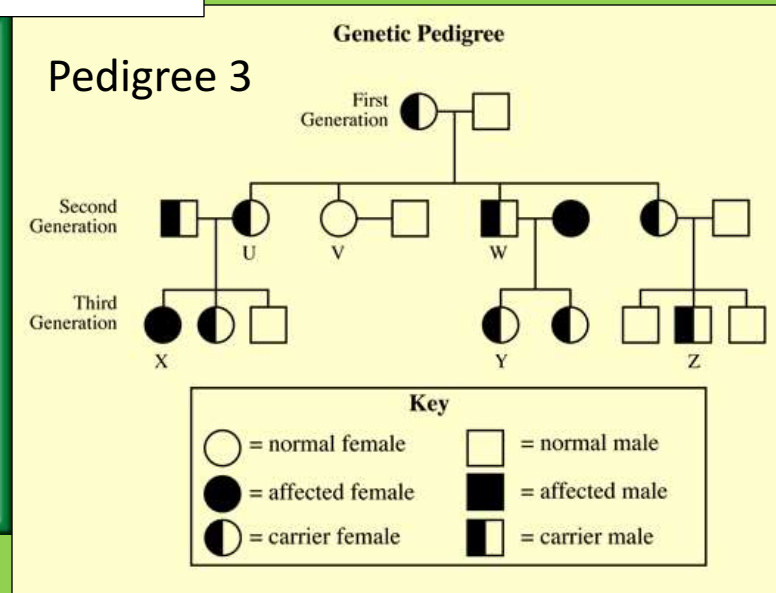 Genetic Pedigree
Pedigree 3
First
Generation
Second
Generation
U V W
Third
Generation
X Y Z
Key
= normal female = normal male
= affected female = affected male
= carrier female = carrier male